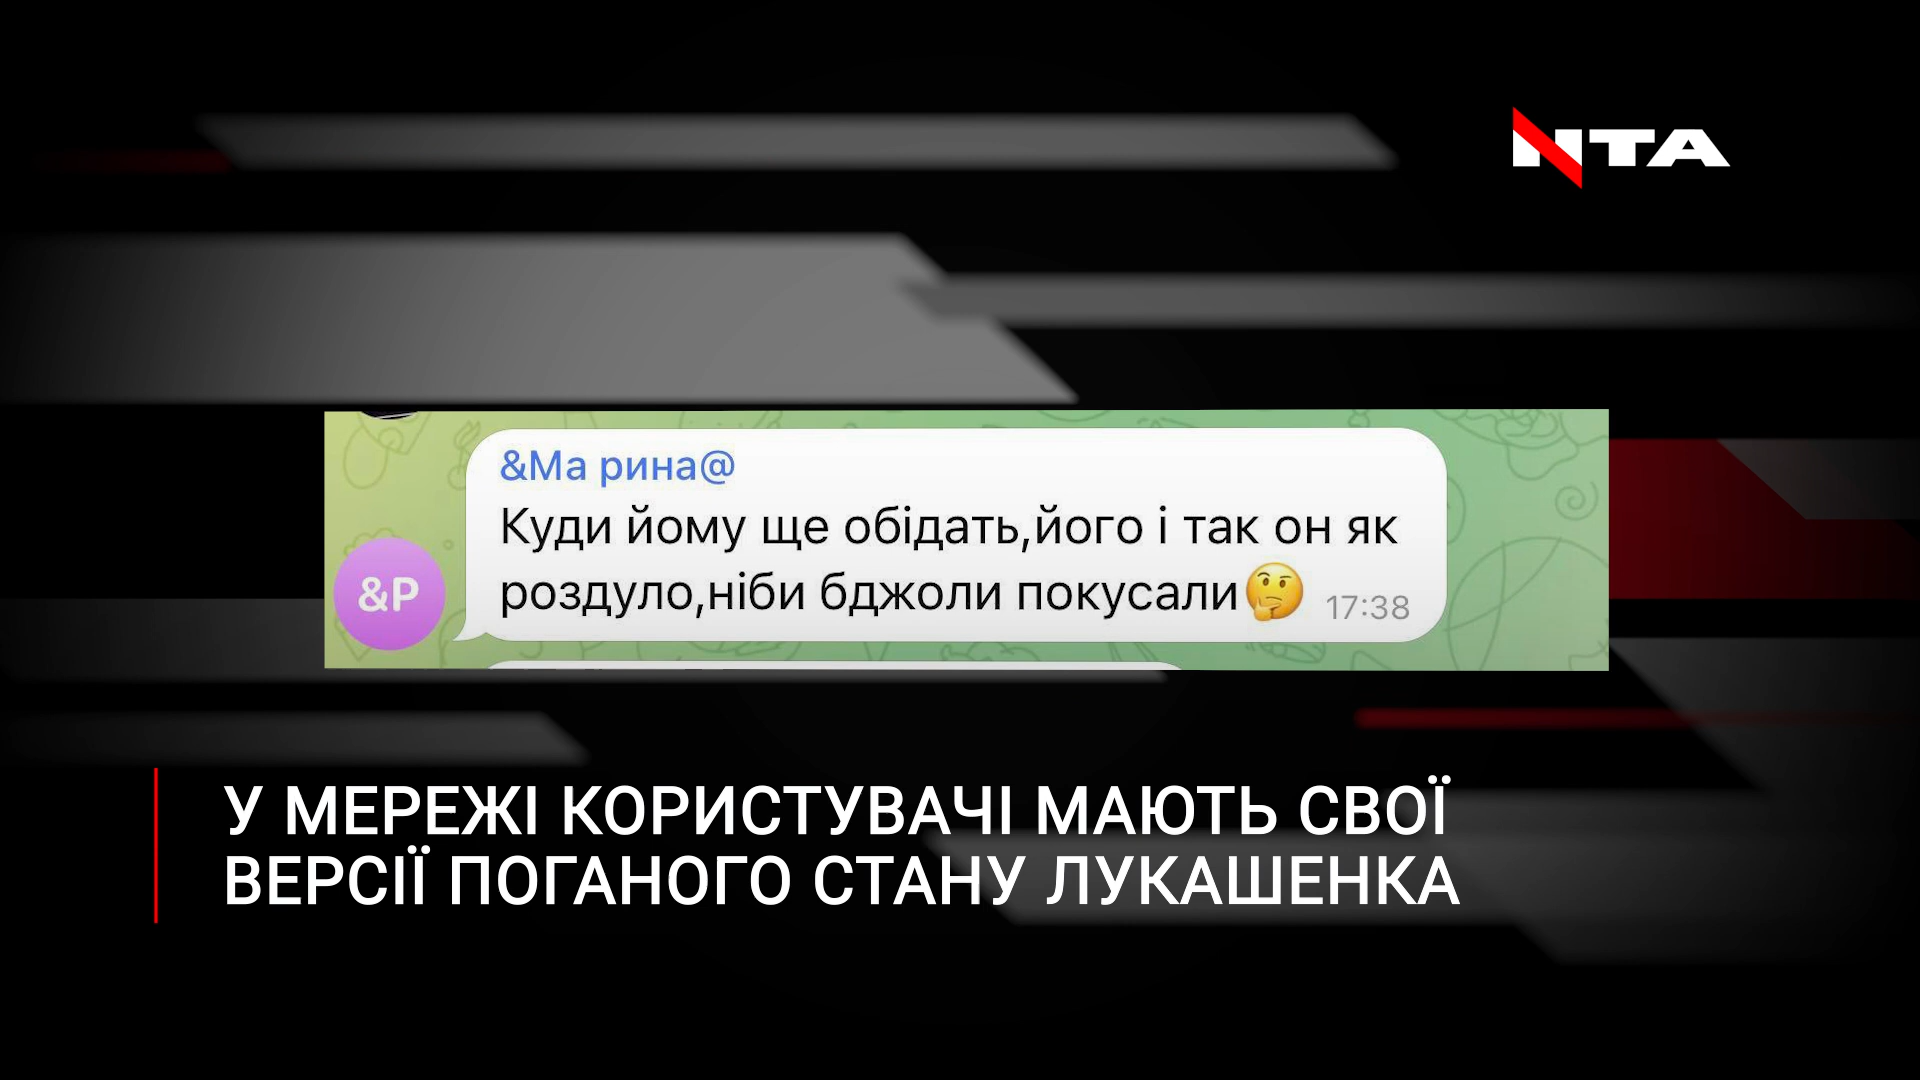 NTA
&Ма рина@
Куди йому ще обідать,його і так он як
роздуло,ніби бджоли покусали🤔 17:38
&P
У МЕРЕЖІ КОРИСТУВАЧІ МАЮТЬ СВОЇ
ВЕРСІЇ ПОГАНОГО СТАНУ ЛУКАШЕНКА